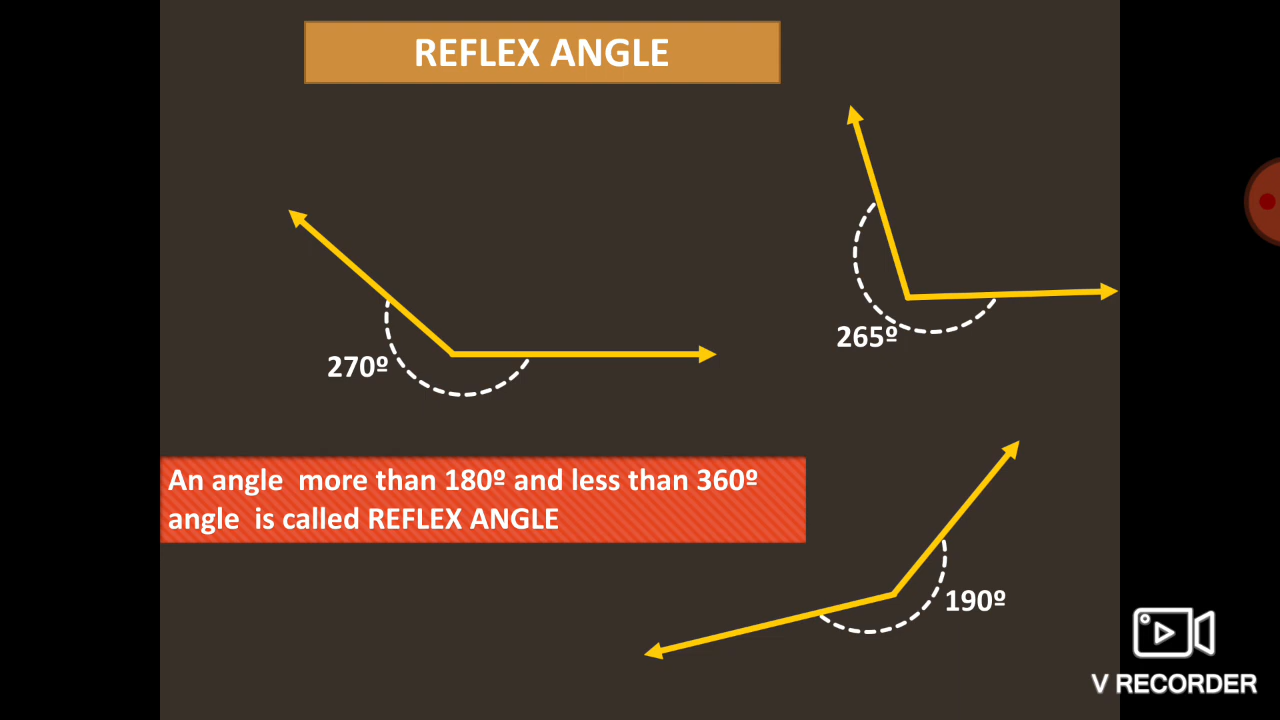 REFLEX ANGLE
270º
265º
An angle  more than 180º and less than 360º
angle  is called REFLEX ANGLE
190º
V RECORDER